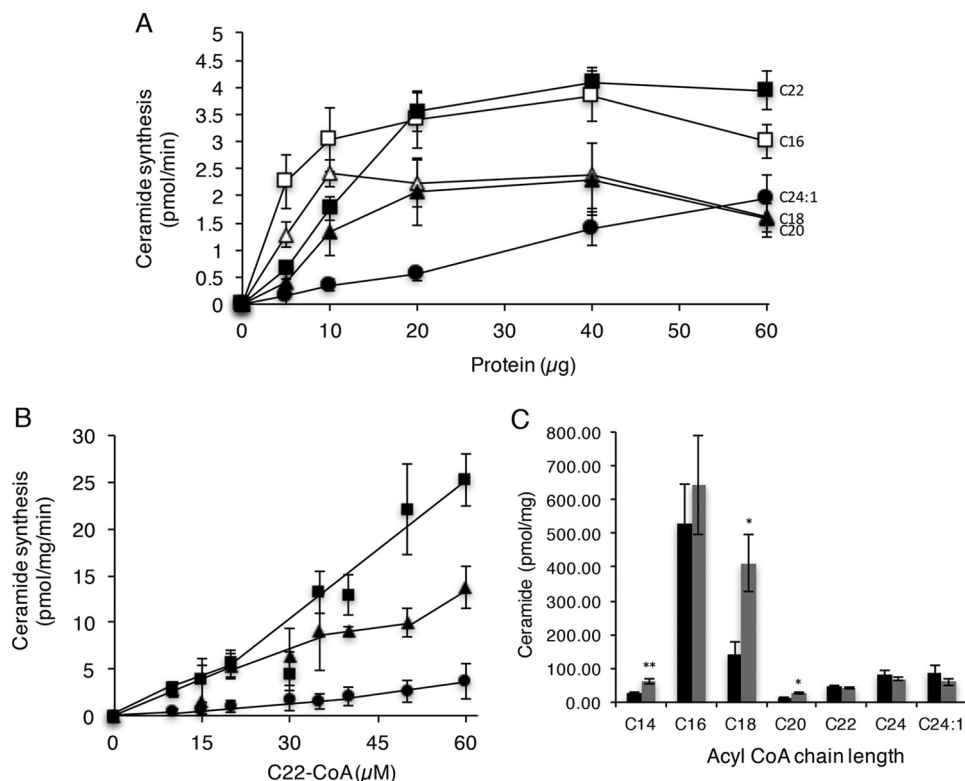 A
Ceramide synthesis
(pmol/min)
5
4.5
4
3.5
3
2.5
2
1.5
1
0.5
0
C22
C16
C24:1
C18
C20
0 10 20 30 40 50 60
Protein (µg)
B
Ceramide synthesis
(pmol/mg/min)
30
25
20
15
10
5
0
0 15 30 45 60
C22-CoA (µM)
C
Ceramide (pmol/mg)
800.00
700.00
600.00
500.00
400.00
300.00
200.00
100.00
0.00
**
*
*
C14 C16 C18 C20 C22 C24 C24:1
Acyl CoA chain length